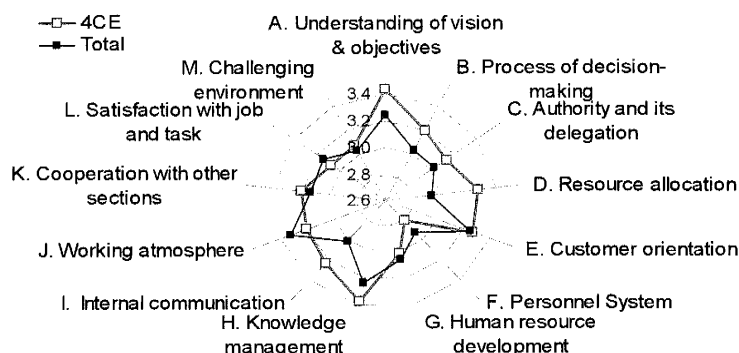 4CE
Total
A. Understanding of vision
& objectives
B. Process of decision-
making
C. Authority and its
delegation
D. Resource allocation
E. Customer orientation
F. Personnel System
G. Human resource
development
H. Knowledge
management
I. Internal communication
J. Working atmosphere
K. Cooperation with other
sections
L. Satisfaction with job
and task
M. Challenging
environment
3.4
3.2
3.0
2.8
2.6